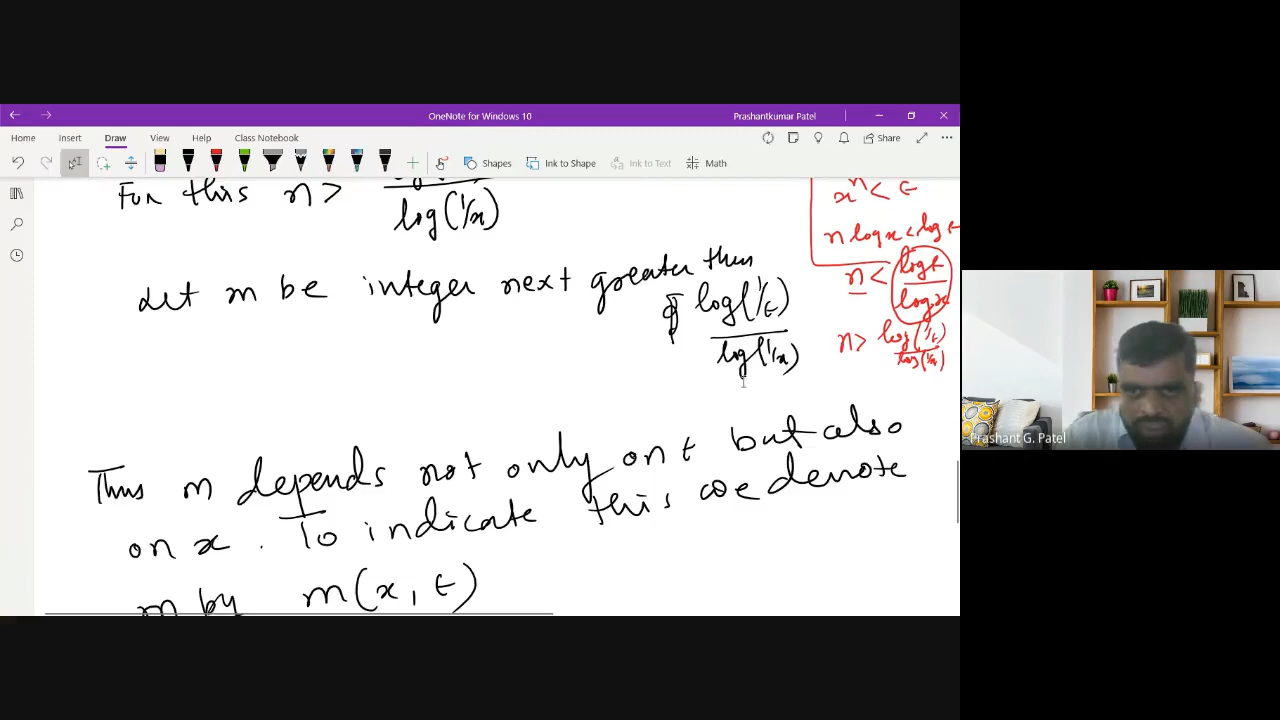 OneNote for Windows 10
Prashantkumar Patel
Home Insert Draw View Help Class Notebook
Share
Shapes Ink to Shape Ink to Text Math
For this n >
log(1/x)
Let m be integer next greater then
log(1/ε)
log(1/x)
Thus m depends not only on ε but also
on x. To indicate this we denote
m by m(x, ε)
xⁿ < ε
n log x < log ε
n < log ε
log x
n > log(1/ε)
log(1/x)
Prashant G. Patel